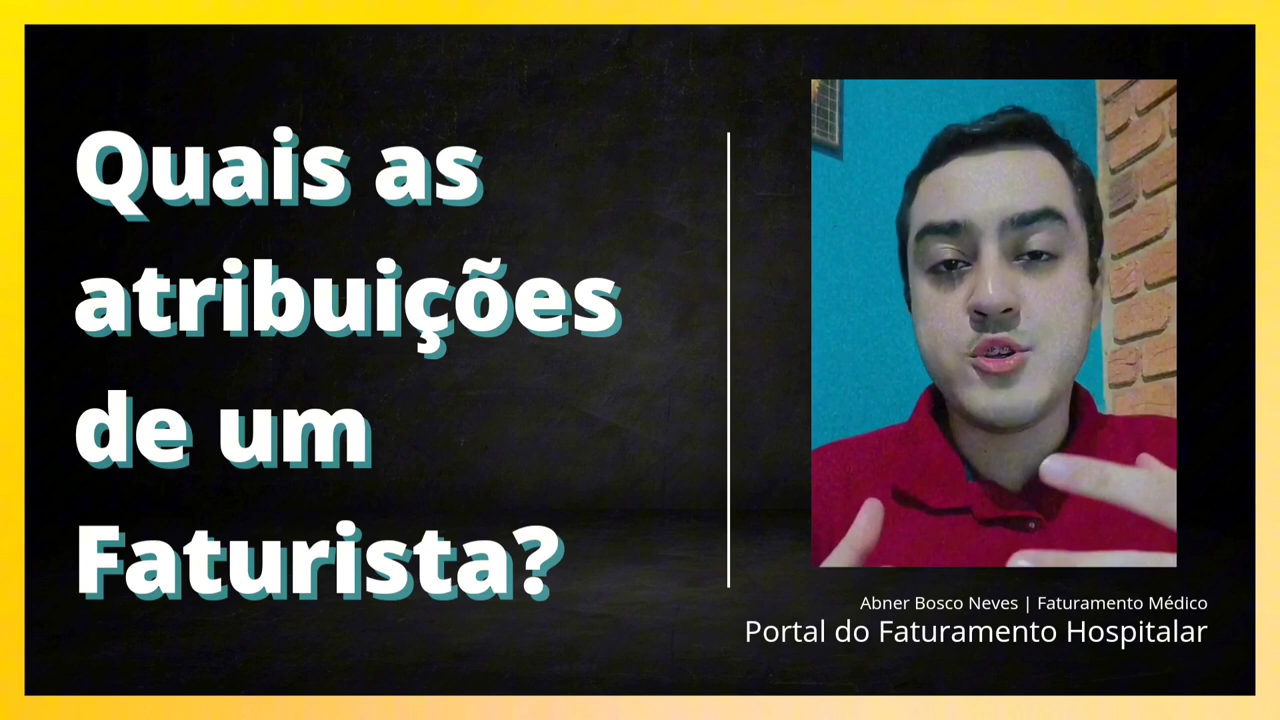 Quais as
atribuições
de um
Faturista?
Abner Bosco Neves | Faturamento Médico
Portal do Faturamento Hospitalar